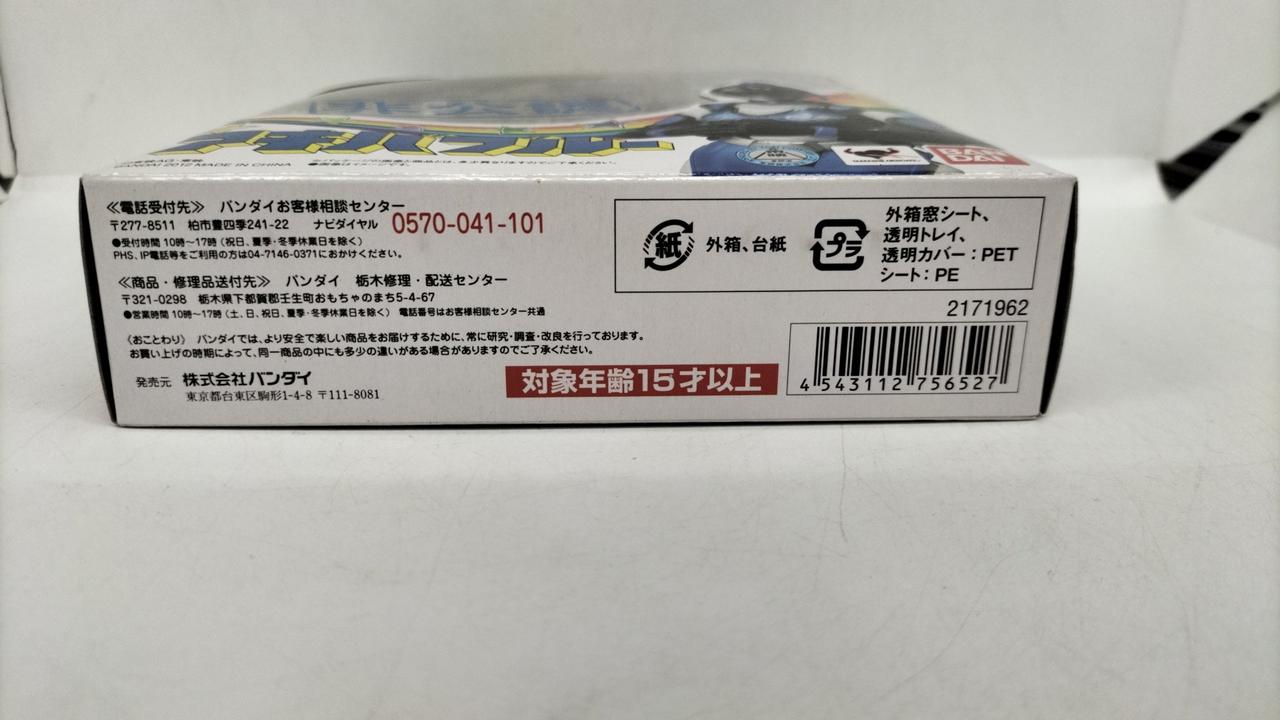 2012 MADE IN CHINA
BAN
DAI
≪電話受付先≫ バンダイお客様相談センター
〒277-8511 柏市豊四季241-22 ナビダイヤル 0570-041-101
●受付時間 10時～17時(祝日、夏季・冬季休業日を除く)
PHS、IP電話等をご利用の方は04-7146-0371におかけください。
≪商品・修理品送付先≫ バンダイ 栃木修理・配送センター
〒321-0298 栃木県下都賀郡壬生町おもちゃのまち5-4-67
●営業時間 10時～17時(土、日、祝日、夏季・冬季休業日を除く) 電話番号はお客様相談センター共通
《おことわり》 バンダイでは、より安全で楽しい商品をお届けするために、常に研究・調査・改良を行っております。
お買い上げの時期によって、同一商品の中にも多少の違いがある場合がありますのでご了承ください。
発売元 株式会社バンダイ
東京都台東区駒形1-4-8 〒111-8081
対象年齢15才以上
紙 外箱、台紙
プラ 外箱窓シート、
透明トレイ、
透明カバー：PET
シート：PE
2171962
4 543112 756527